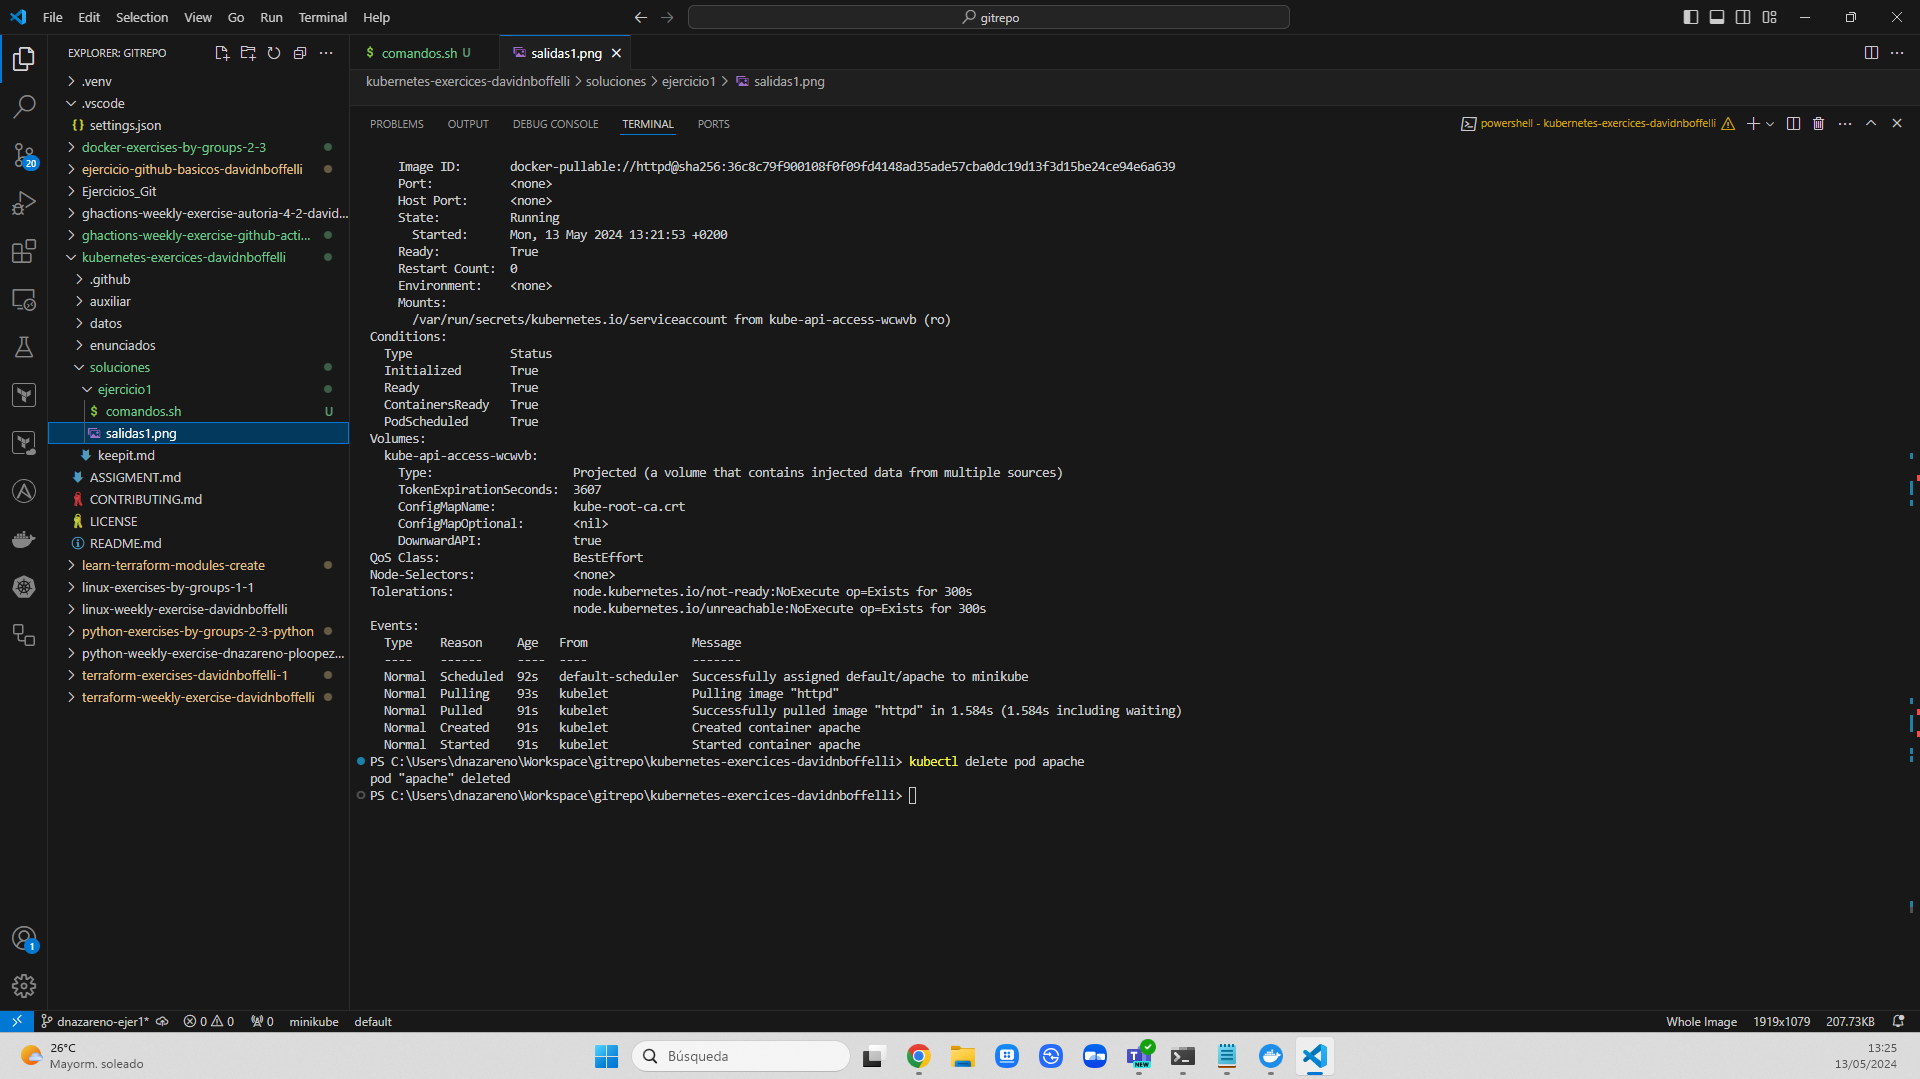 File Edit Selection View Go Run Terminal Help
gitrepo
EXPLORER: GITREPO
.venv
.vscode
settings.json
docker-exercises-by-groups-2-3
ejercicio-github-basicos-davidnboffelli
Ejercicios_Git
ghactions-weekly-exercise-autoria-4-2-david...
ghactions-weekly-exercise-github-acti...
kubernetes-exercices-davidnboffelli
.github
auxiliar
datos
enunciados
soluciones
ejercicio1
comandos.sh U
salidas1.png
keepit.md
ASSIGMENT.md
CONTRIBUTING.md
LICENSE
README.md
learn-terraform-modules-create
linux-exercises-by-groups-1-1
linux-weekly-exercise-davidnboffelli
python-exercises-by-groups-2-3-python
python-weekly-exercise-dnazareno-ploopez...
terraform-exercises-davidnboffelli-1
terraform-weekly-exercise-davidnboffelli
20
1
comandos.sh U
salidas1.png
kubernetes-exercices-davidnboffelli > soluciones > ejercicio1 > salidas1.png
PROBLEMS OUTPUT DEBUG CONSOLE TERMINAL PORTS
powershell - kubernetes-exercices-davidnboffelli
Image ID: docker-pullable://httpd@sha256:36c8c79f900108f0f09fd4148ad35ade57cba0dc19d13f3d15be24ce94e6a639
Port: <none>
Host Port: <none>
State: Running
Started: Mon, 13 May 2024 13:21:53 +0200
Ready: True
Restart Count: 0
Environment: <none>
Mounts:
/var/run/secrets/kubernetes.io/serviceaccount from kube-api-access-wcwvb (ro)
Conditions:
Type Status
Initialized True
Ready True
ContainersReady True
PodScheduled True
Volumes:
kube-api-access-wcwvb:
Type: Projected (a volume that contains injected data from multiple sources)
TokenExpirationSeconds: 3607
ConfigMapName: kube-root-ca.crt
ConfigMapOptional: <nil>
DownwardAPI: true
QoS Class: BestEffort
Node-Selectors: <none>
Tolerations: node.kubernetes.io/not-ready:NoExecute op=Exists for 300s
node.kubernetes.io/unreachable:NoExecute op=Exists for 300s
Events:
Type Reason Age From Message
---- ------ ---- ---- -------
Normal Scheduled 92s default-scheduler Successfully assigned default/apache to minikube
Normal Pulling 93s kubelet Pulling image "httpd"
Normal Pulled 91s kubelet Successfully pulled image "httpd" in 1.584s (1.584s including waiting)
Normal Created 91s kubelet Created container apache
Normal Started 91s kubelet Started container apache
PS C:\Users\dnazareno\Workspace\gitrepo\kubernetes-exercices-davidnboffelli> kubectl delete pod apache
pod "apache" deleted
PS C:\Users\dnazareno\Workspace\gitrepo\kubernetes-exercices-davidnboffelli>
dnazareno-ejer1* 0 0 0 minikube default
Whole Image 1919x1079 207.73KB
26°C
Mayorm. soleado
Búsqueda
NEW
13:25
13/05/2024